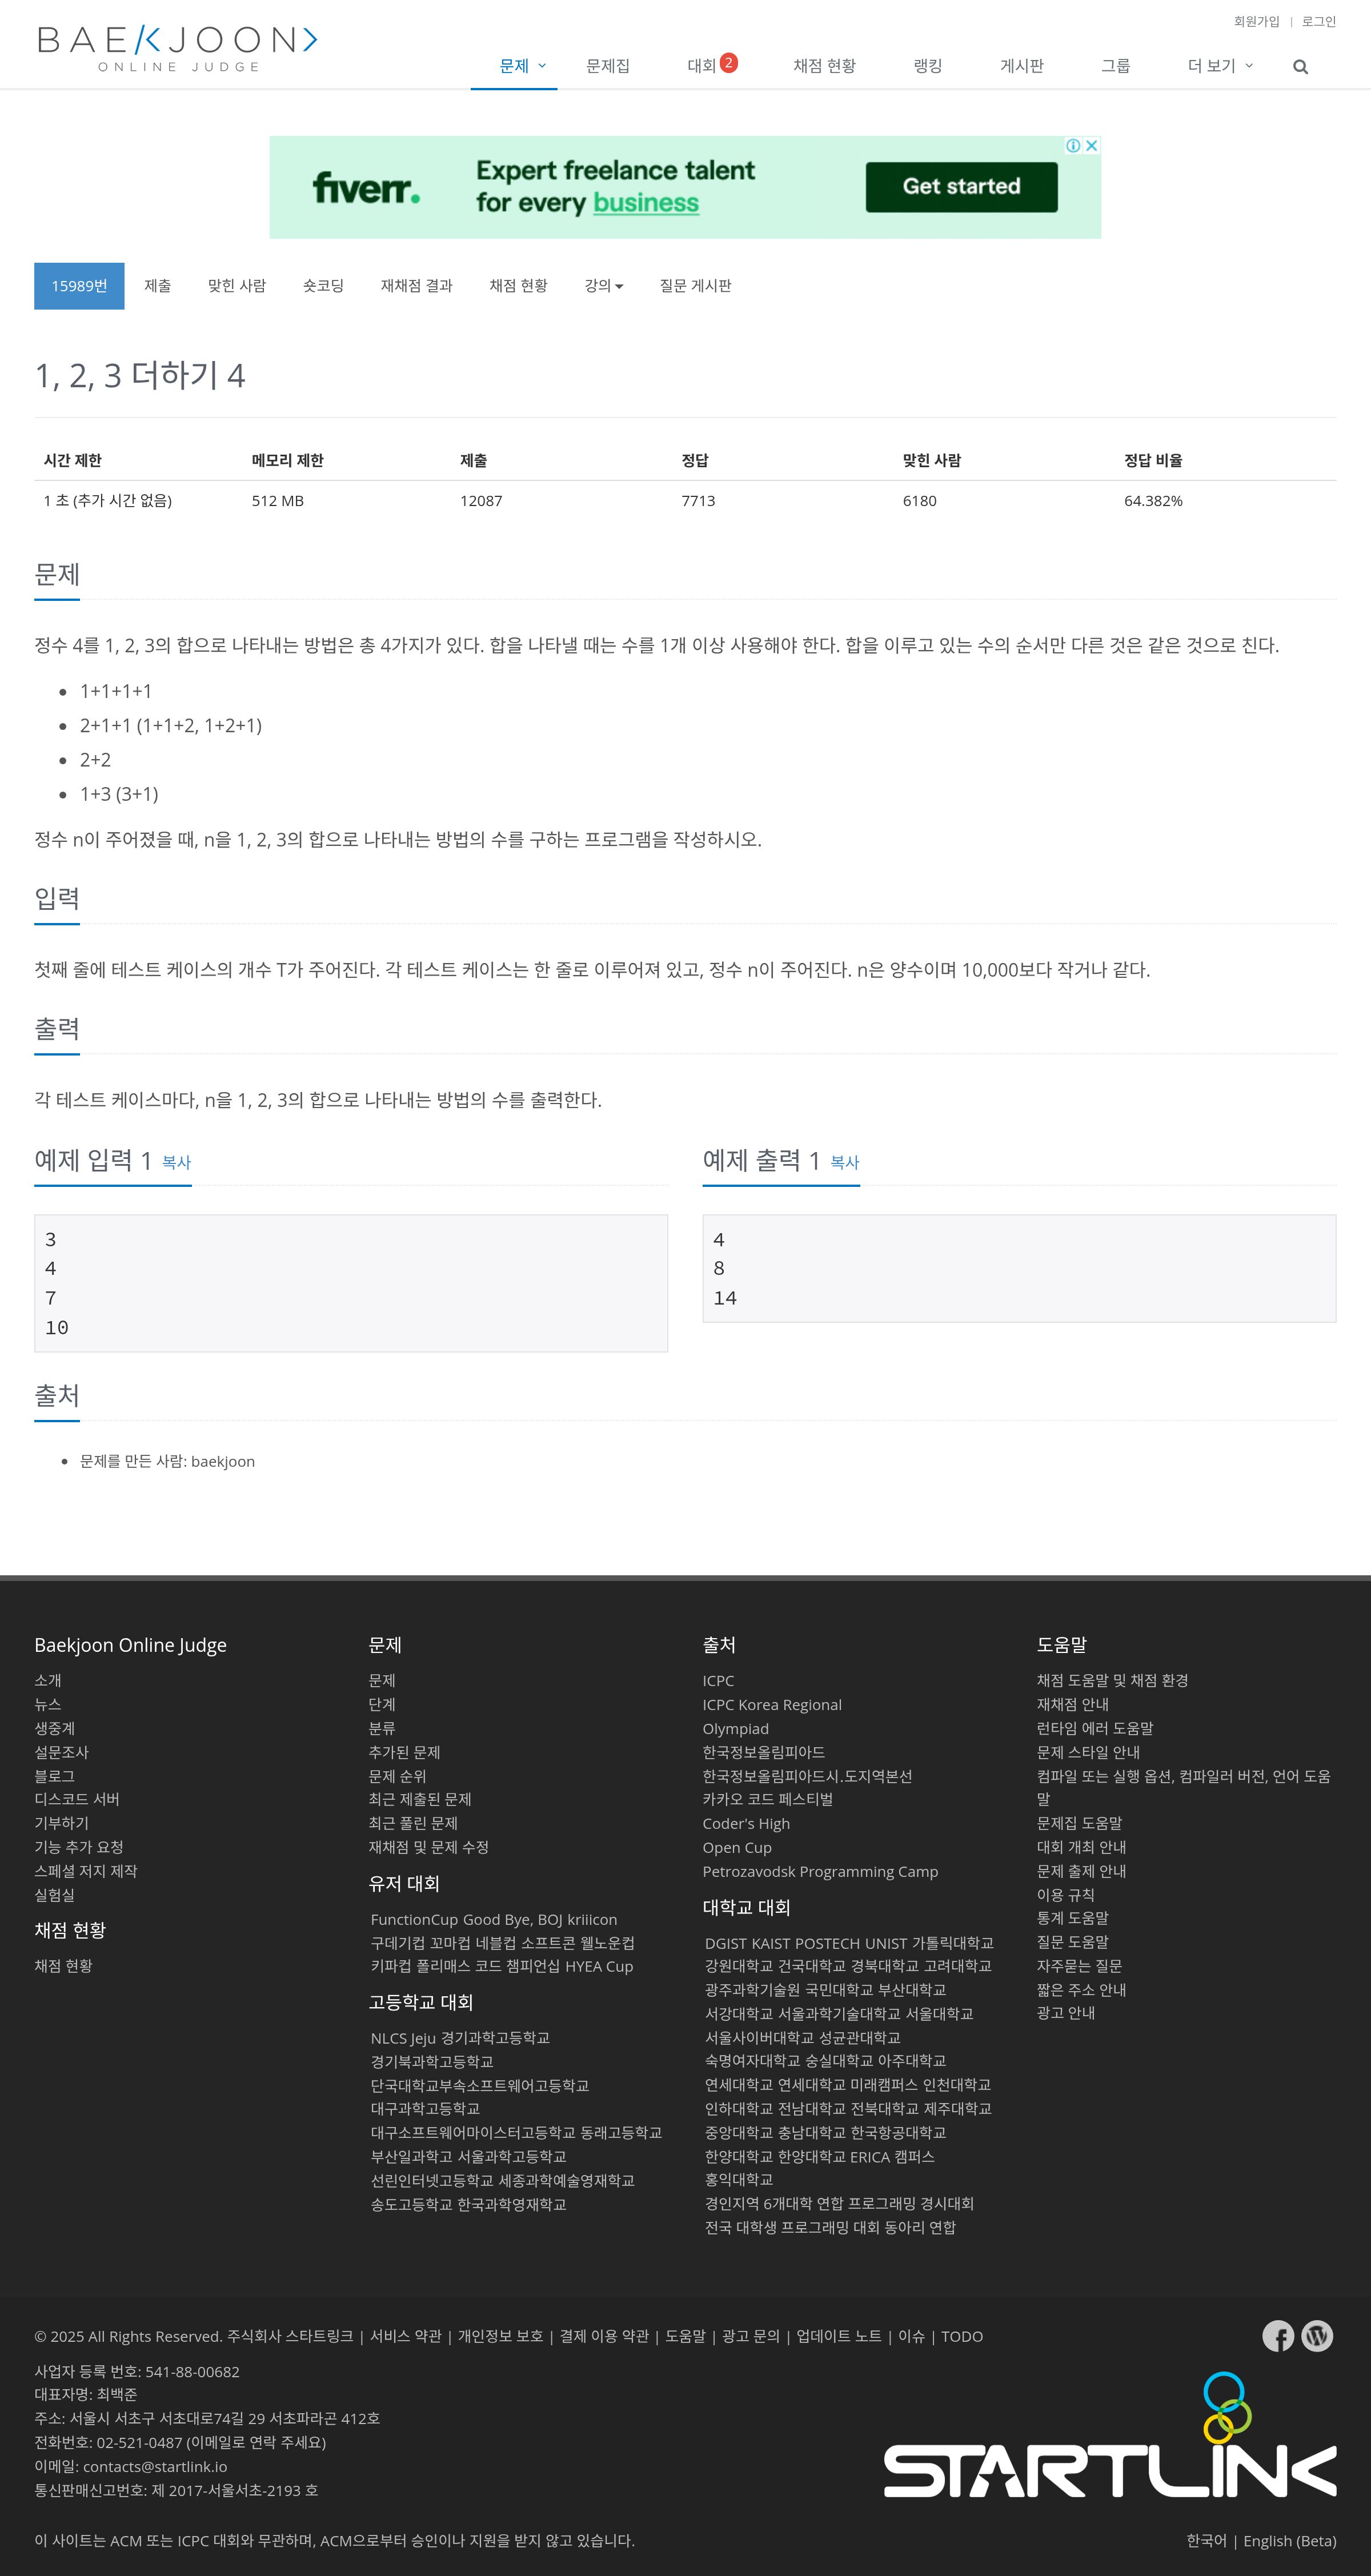 회원가입 | 로그인
BAEKJOON>
ONLINE JUDGE
문제 문제집 대회 2 채점 현황 랭킹 게시판 그룹 더 보기
fiverr. Expert freelance talent for every business Get started
15989번 제출 맞힌 사람 숏코딩 재채점 결과 채점 현황 강의 질문 게시판
1, 2, 3 더하기 4
시간 제한 메모리 제한 제출 정답 맞힌 사람 정답 비율
1 초 (추가 시간 없음) 512 MB 12087 7713 6180 64.382%
문제
정수 4를 1, 2, 3의 합으로 나타내는 방법은 총 4가지가 있다. 합을 나타낼 때는 수를 1개 이상 사용해야 한다. 합을 이루고 있는 수의 순서만 다른 것은 같은 것으로 친다.
1+1+1+1
2+1+1 (1+1+2, 1+2+1)
2+2
1+3 (3+1)
정수 n이 주어졌을 때, n을 1, 2, 3의 합으로 나타내는 방법의 수를 구하는 프로그램을 작성하시오.
입력
첫째 줄에 테스트 케이스의 개수 T가 주어진다. 각 테스트 케이스는 한 줄로 이루어져 있고, 정수 n이 주어진다. n은 양수이며 10,000보다 작거나 같다.
출력
각 테스트 케이스마다, n을 1, 2, 3의 합으로 나타내는 방법의 수를 출력한다.
예제 입력 1 복사
3
4
7
10
예제 출력 1 복사
4
8
14
출처
문제를 만든 사람: baekjoon
Baekjoon Online Judge
소개
뉴스
생중계
설문조사
블로그
디스코드 서버
기부하기
기능 추가 요청
스페셜 저지 제작
실험실
채점 현황
채점 현황
문제
문제
단계
분류
추가된 문제
문제 순위
최근 제출된 문제
최근 풀린 문제
재채점 및 문제 수정
유저 대회
FunctionCup Good Bye, BOJ kriiicon
구데기컵 꼬마컵 네블컵 소프트콘 웰노운컵
키파컵 폴리매스 코드 챔피언십 HYEA Cup
고등학교 대회
NLCS Jeju 경기과학고등학교
경기북과학고등학교
단국대학교부속소프트웨어고등학교
대구과학고등학교
대구소프트웨어마이스터고등학교 동래고등학교
부산일과학고 서울과학고등학교
선린인터넷고등학교 세종과학예술영재학교
송도고등학교 한국과학영재학교
출처
ICPC
ICPC Korea Regional
Olympiad
한국정보올림피아드
한국정보올림피아드시.도지역본선
카카오 코드 페스티벌
Coder's High
Open Cup
Petrozavodsk Programming Camp
대학교 대회
DGIST KAIST POSTECH UNIST 가톨릭대학교
강원대학교 건국대학교 경북대학교 고려대학교
광주과학기술원 국민대학교 부산대학교
서강대학교 서울과학기술대학교 서울대학교
서울사이버대학교 성균관대학교
숙명여자대학교 숭실대학교 아주대학교
연세대학교 연세대학교 미래캠퍼스 인천대학교
인하대학교 전남대학교 전북대학교 제주대학교
중앙대학교 충남대학교 한국항공대학교
한양대학교 한양대학교 ERICA 캠퍼스
홍익대학교
경인지역 6개대학 연합 프로그래밍 경시대회
전국 대학생 프로그래밍 대회 동아리 연합
도움말
채점 도움말 및 채점 환경
재채점 안내
런타임 에러 도움말
문제 스타일 안내
컴파일 또는 실행 옵션, 컴파일러 버전, 언어 도움
말
문제집 도움말
대회 개최 안내
문제 출제 안내
이용 규칙
통계 도움말
질문 도움말
자주묻는 질문
짧은 주소 안내
광고 안내
© 2025 All Rights Reserved. 주식회사 스타트링크 | 서비스 약관 | 개인정보 보호 | 결제 이용 약관 | 도움말 | 광고 문의 | 업데이트 노트 | 이슈 | TODO
사업자 등록 번호: 541-88-00682
대표자명: 최백준
주소: 서울시 서초구 서초대로74길 29 서초파라곤 412호
전화번호: 02-521-0487 (이메일로 연락 주세요)
이메일: contacts@startlink.io
통신판매신고번호: 제 2017-서울서초-2193 호
STARTLINK
이 사이트는 ACM 또는 ICPC 대회와 무관하며, ACM으로부터 승인이나 지원을 받지 않고 있습니다.
한국어 | English (Beta)